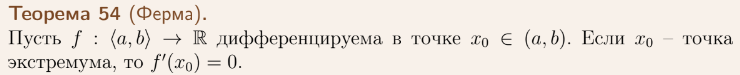 Теорема 54 (Ферма).
Пусть f : ⟨a, b⟩ → ℝ дифференцируема в точке x₀ ∈ (a, b). Если x₀ – точка
экстремума, то f′(x₀) = 0.